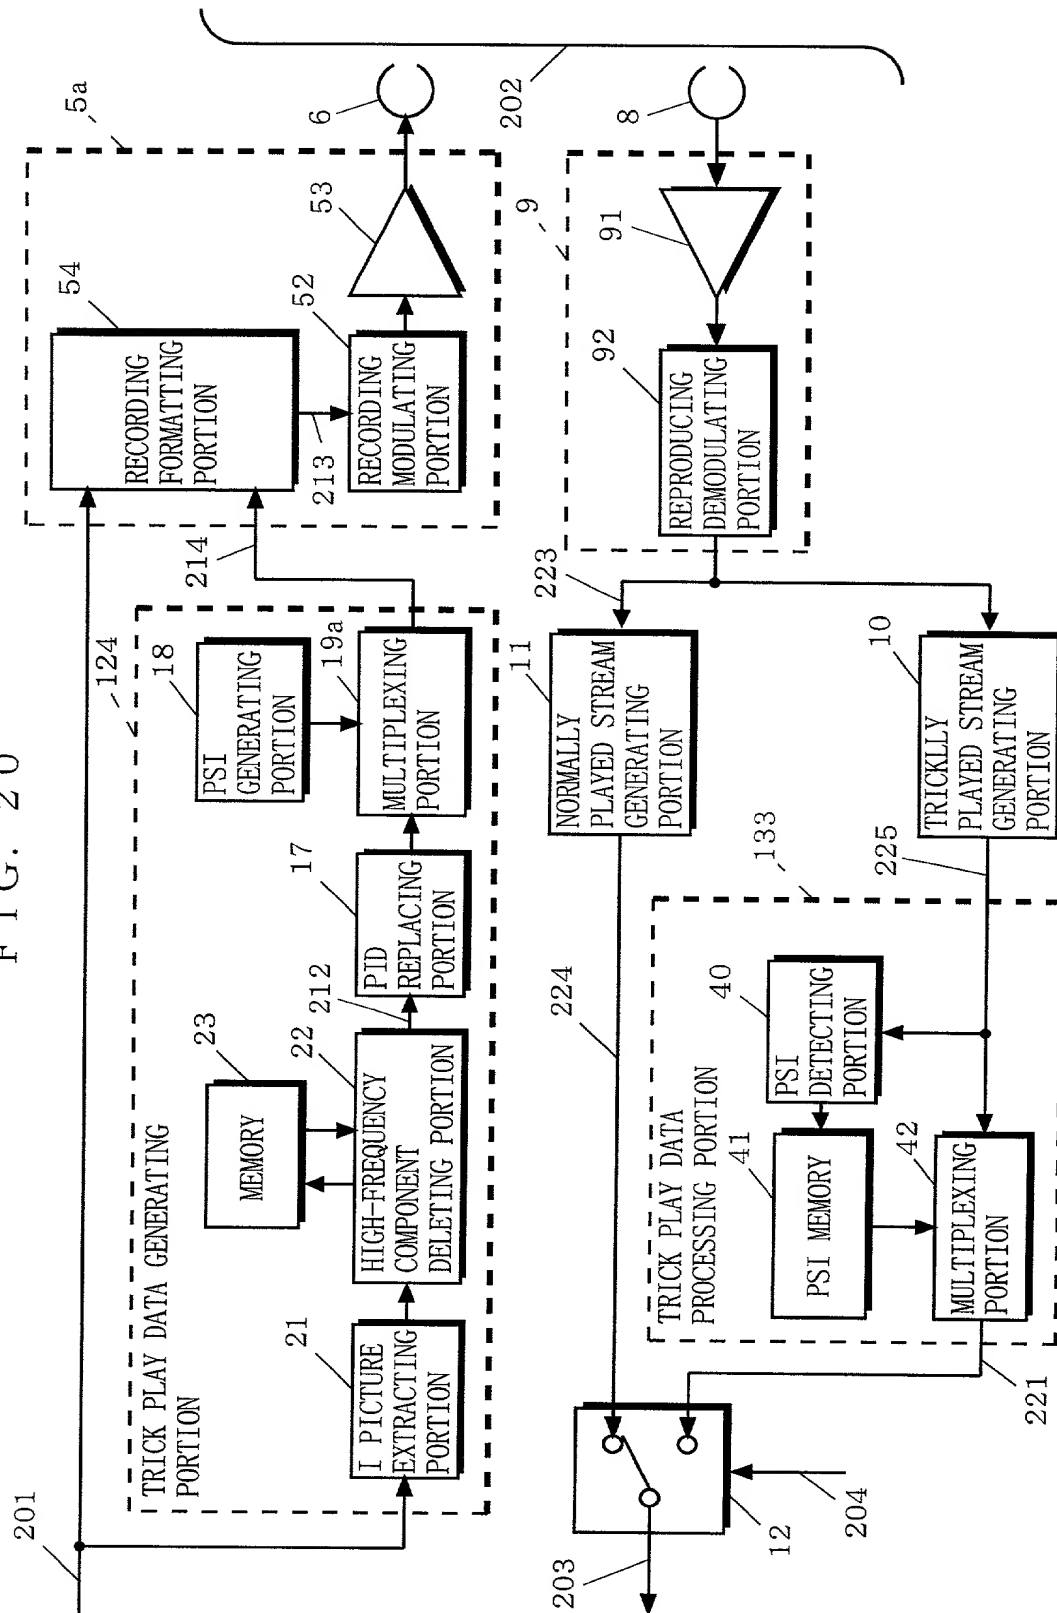 FIG. 20
201
TRICK PLAY DATA GENERATING
PORTION
124
21
I PICTURE
EXTRACTING
PORTION
23
MEMORY
22
HIGH-FREQUENCY
COMPONENT
DELETING PORTION
212
17
PID
REPLACING
PORTION
18
PSI
GENERATING
PORTION
19a
MULTIPLEXING
PORTION
214
5a
54
RECORDING
FORMATTING
PORTION
213
52
RECORDING
MODULATING
PORTION
53
6
202
8
9
91
92
REPRODUCING
DEMODULATING
PORTION
223
11
NORMALLY
PLAYED STREAM
GENERATING
PORTION
10
TRICKLLY
PLAYED STREAM
GENERATING
PORTION
224
225
133
TRICK PLAY DATA
PROCESSING PORTION
40
PSI
DETECTING
PORTION
41
PSI MEMORY
42
MULTIPLEXING
PORTION
221
12
204
203